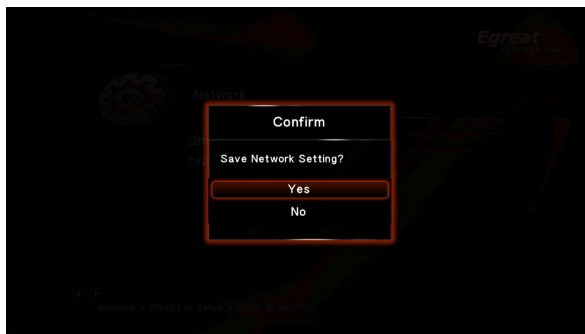 Egreat
Network
Confirm
Save Network Setting?
Yes
No
Network > Wired Lan Setup > DHCP IP (AUTO)